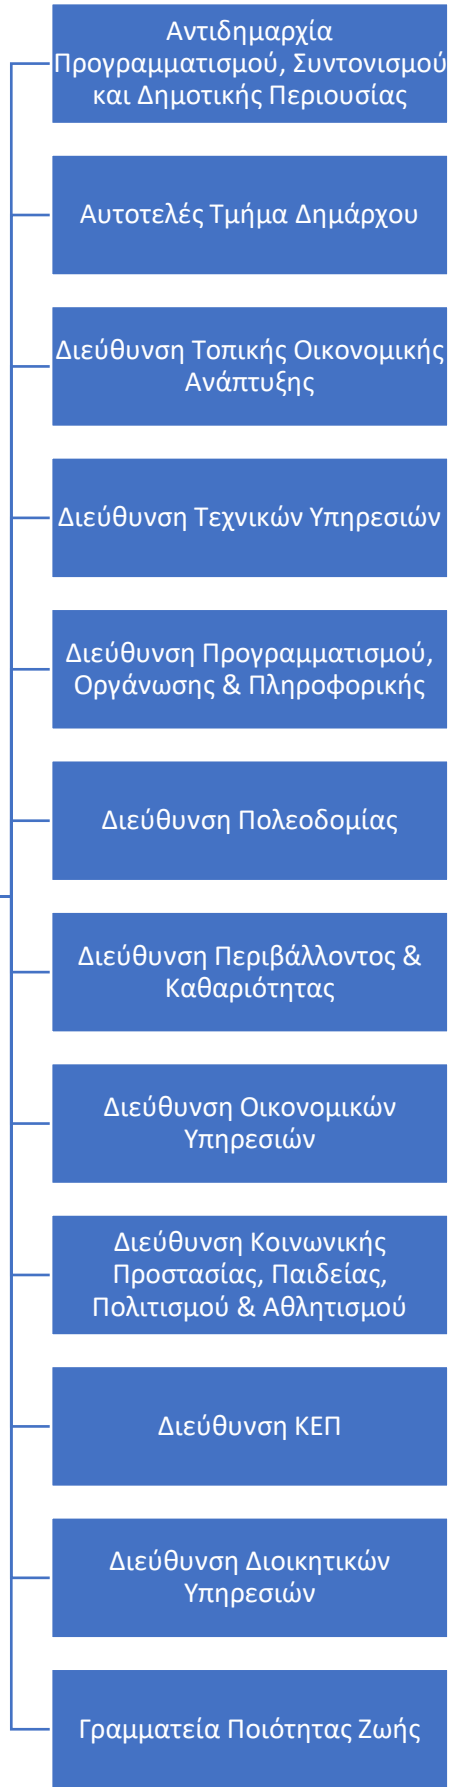 Αντιδημαρχία
Προγραμματισμού, Συντονισμού
και Δημοτικής Περιουσίας
Αυτοτελές Τμήμα Δημάρχου
Διεύθυνση Τοπικής Οικονομικής
Ανάπτυξης
Διεύθυνση Τεχνικών Υπηρεσιών
Διεύθυνση Προγραμματισμού,
Οργάνωσης & Πληροφορικής
Διεύθυνση Πολεοδομίας
Διεύθυνση Περιβάλλοντος &
Καθαριότητας
Διεύθυνση Οικονομικών
Υπηρεσιών
Διεύθυνση Κοινωνικής
Προστασίας, Παιδείας,
Πολιτισμού & Αθλητισμού
Διεύθυνση ΚΕΠ
Διεύθυνση Διοικητικών
Υπηρεσιών
Γραμματεία Ποιότητας Ζωής